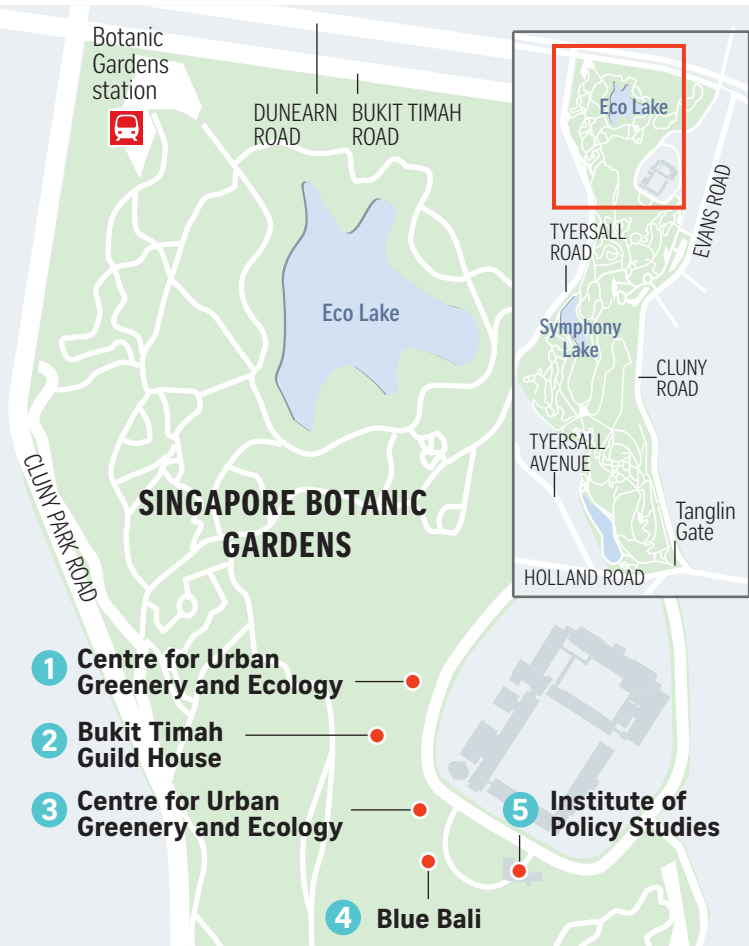 Botanic
Gardens
station
DUNEARN
ROAD
BUKIT TIMAH
ROAD
Eco Lake
CLUNY PARK ROAD
SINGAPORE BOTANIC
GARDENS
Eco Lake
EVANS ROAD
TYERSALL
ROAD
Symphony
Lake
CLUNY
ROAD
TYERSALL
AVENUE
Tanglin
Gate
HOLLAND ROAD
1 Centre for Urban
Greenery and Ecology
2 Bukit Timah
Guild House
3 Centre for Urban
Greenery and Ecology
5 Institute of
Policy Studies
4 Blue Bali